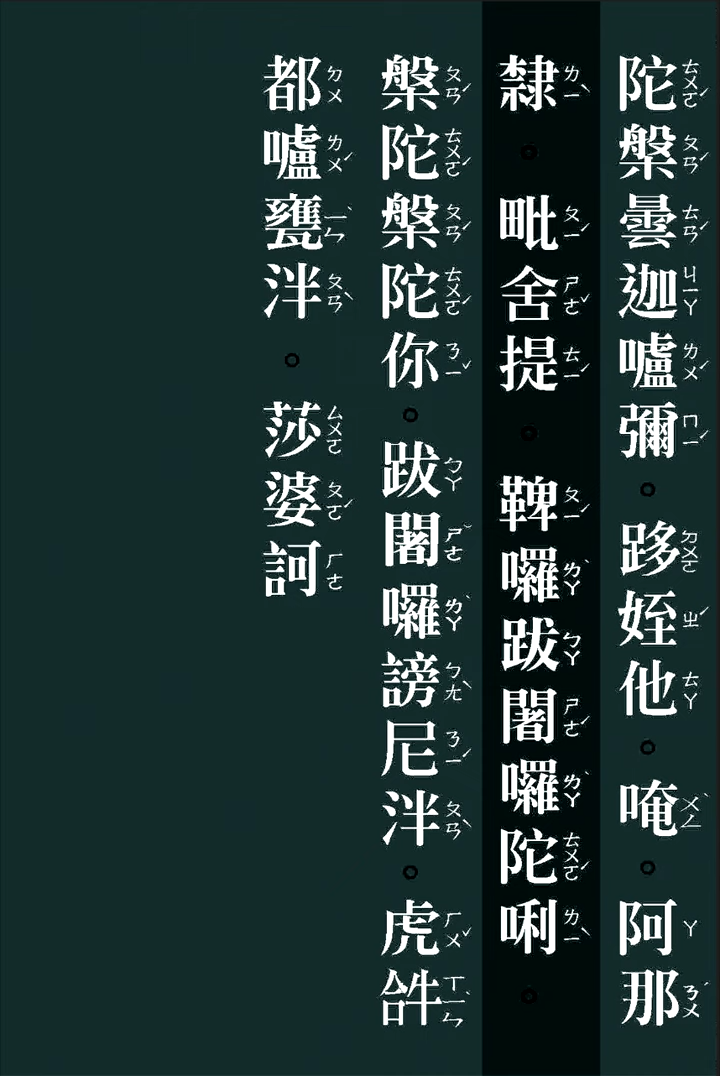 陀槃曇迦嚧彌。跢姪他。唵。阿那
隸。毗舍提。鞞囉跋闍囉陀唎。
槃陀槃陀你。跋闍囉謗尼泮。虎𤙖
都嚧甕泮。莎婆訶